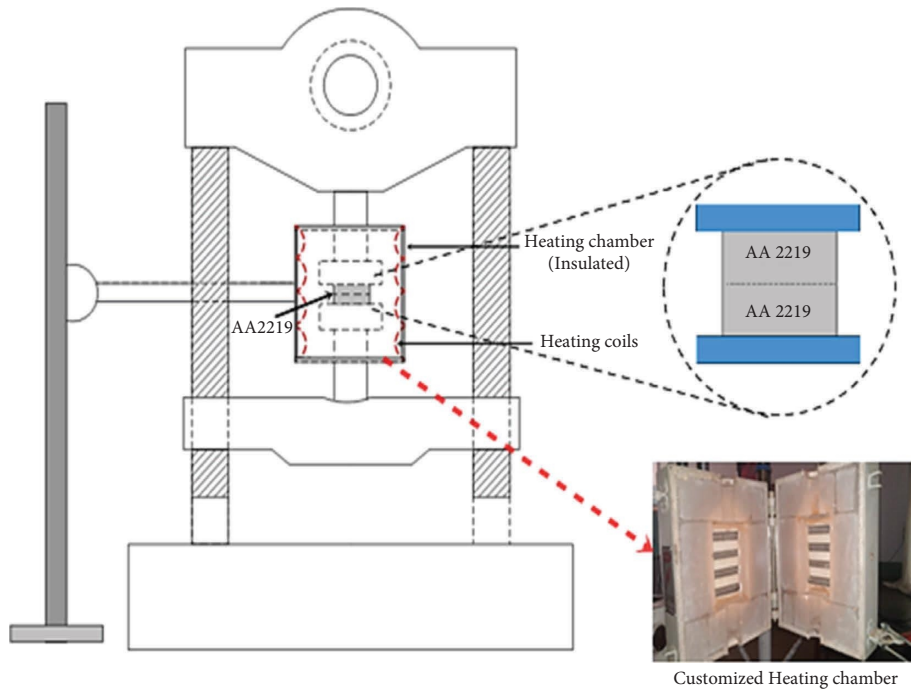 Heating chamber
(Insulated)
AA 2219
AA 2219
AA2219
Heating coils
Customized Heating chamber